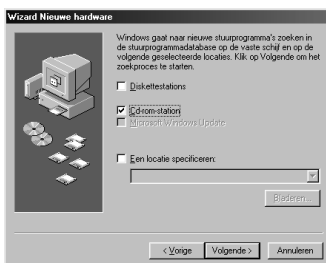 Wizard Nieuwe hardware
Windows gaat naar nieuwe stuurprogramma's zoeken in
de stuurprogrammadatabase op de vaste schijf en op de
volgende geselecteerde locaties. Klik op Volgende om het
zoekproces te starten.
Diskettestations
Cd-rom-station
Microsoft Windows Update
Een locatie specificeren:
Bladeren...
< Vorige
Volgende >
Annuleren